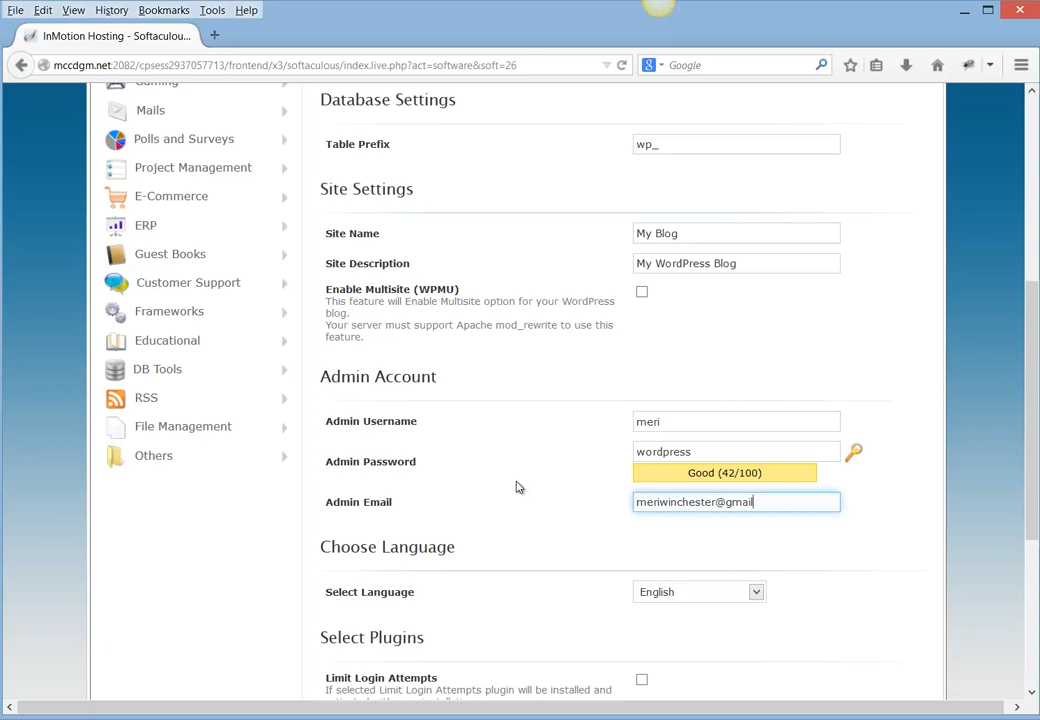 File Edit View History Bookmarks Tools Help
InMotion Hosting - Softaculou...
mccdgm.net:2082/cpsess2937057713/frontend/x3/softaculous/index.live.php?act=software&soft=26
Google
Gaming
Mails
Polls and Surveys
Project Management
E-Commerce
ERP
Guest Books
Customer Support
Frameworks
Educational
DB Tools
RSS
File Management
Others
Database Settings
Table Prefix wp_
Site Settings
Site Name My Blog
Site Description My WordPress Blog
Enable Multisite (WPMU)
This feature will Enable Multisite option for your WordPress
blog.
Your server must support Apache mod_rewrite to use this
feature.
Admin Account
Admin Username meri
Admin Password wordpress
Good (42/100)
Admin Email meriwinchester@gmail
Choose Language
Select Language English
Select Plugins
Limit Login Attempts
If selected Limit Login Attempts plugin will be installed and